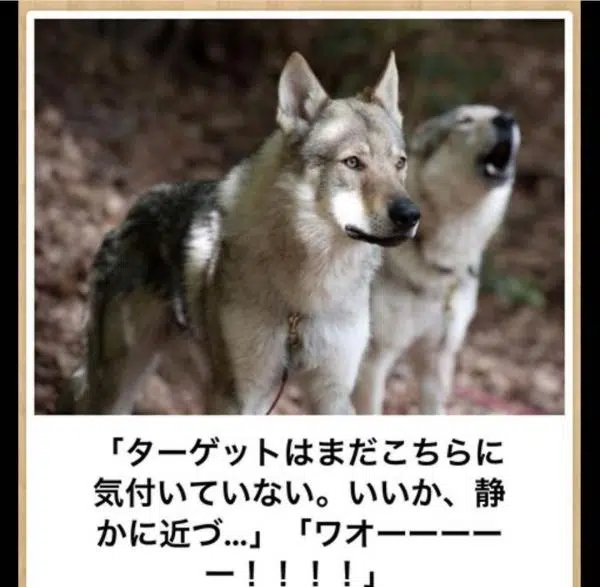 「ターゲットはまだこちらに
気付いていない。いいか、静
かに近づ...」 「ワオーーーー
ー！！！！」